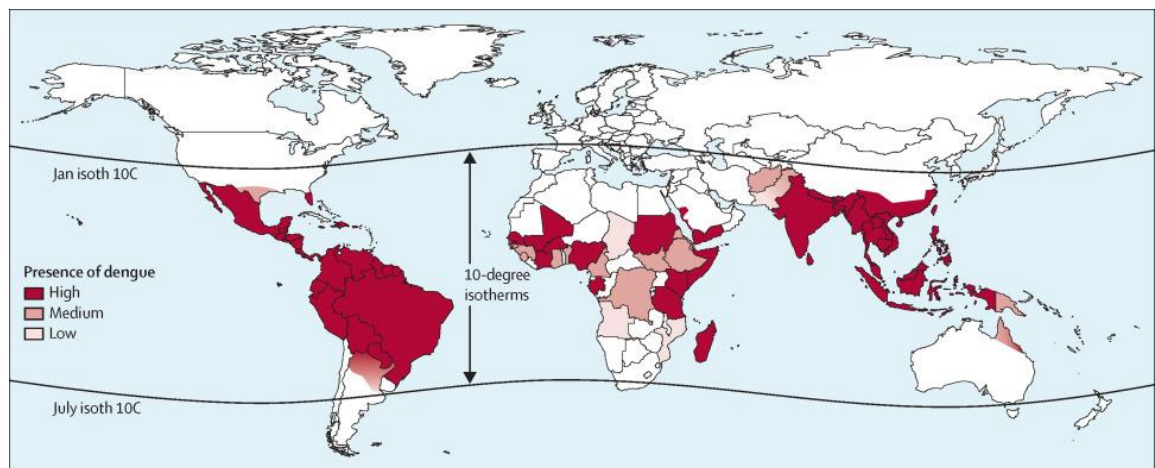 Jan isoth 10C
Presence of dengue
High
Medium
Low
10-degree
isotherms
July isoth 10C